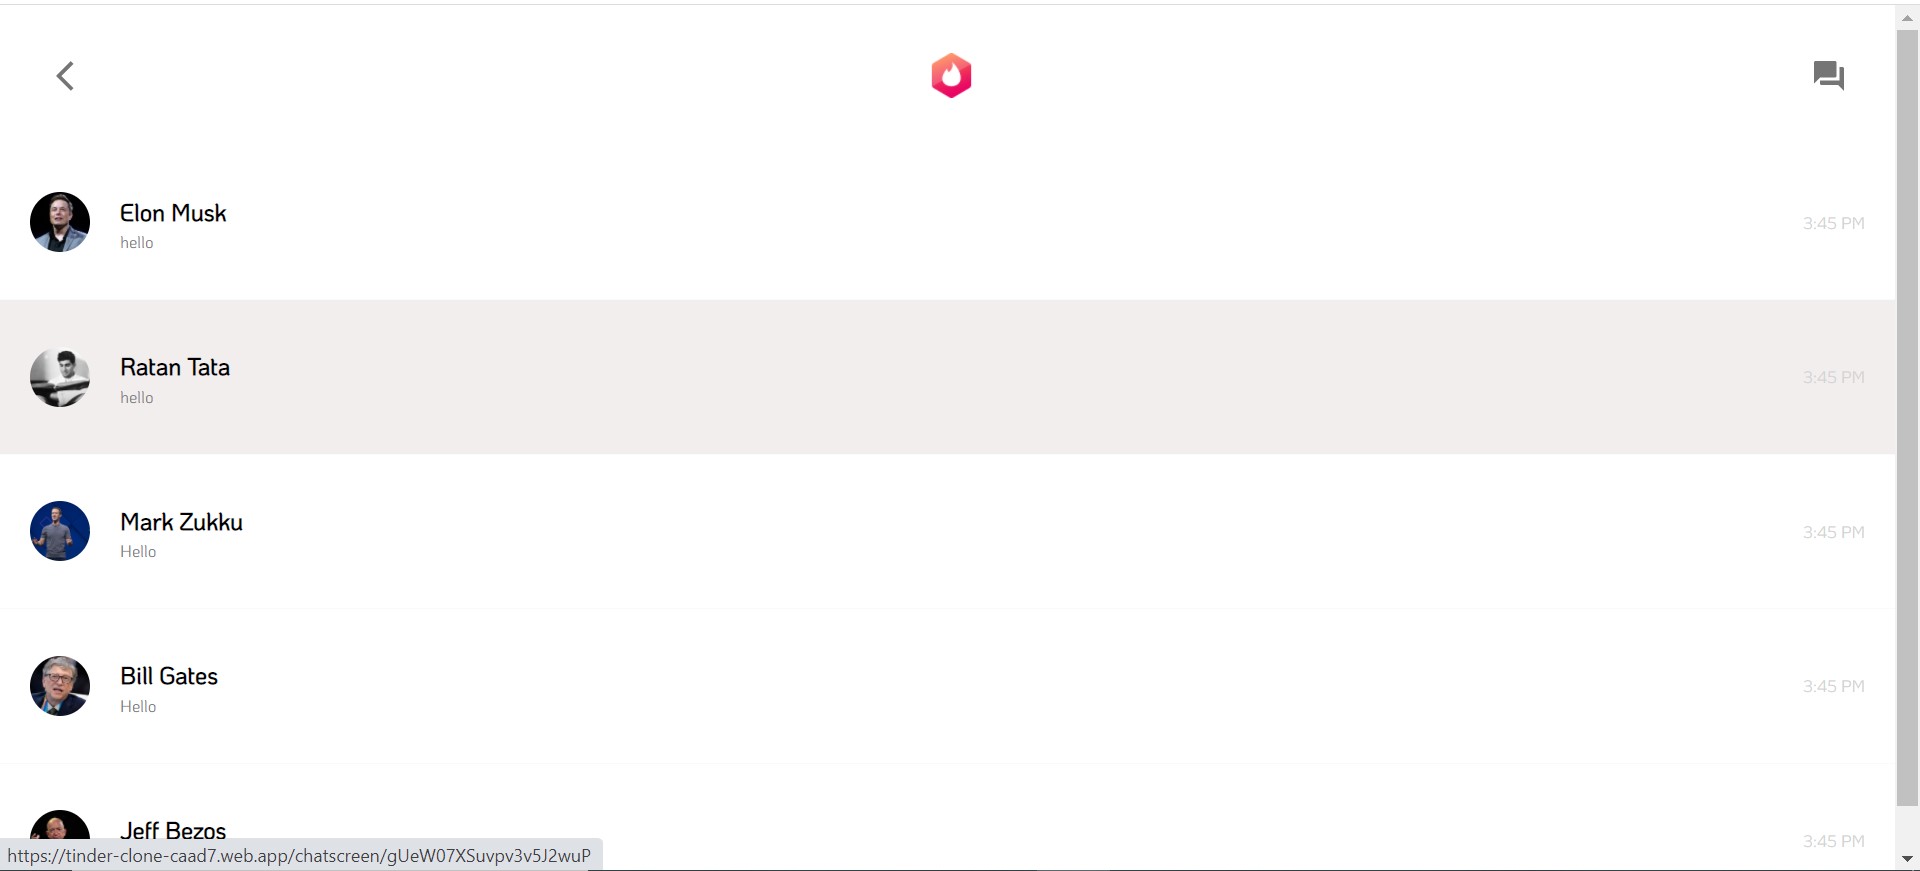 Elon Musk
hello
3:45 PM
Ratan Tata
hello
3:45 PM
Mark Zukku
Hello
3:45 PM
Bill Gates
Hello
3:45 PM
Jeff Bezos
3:45 PM
https://tinder-clone-caad7.web.app/chatscreen/gUeW07XSuvpv3v5J2wuP